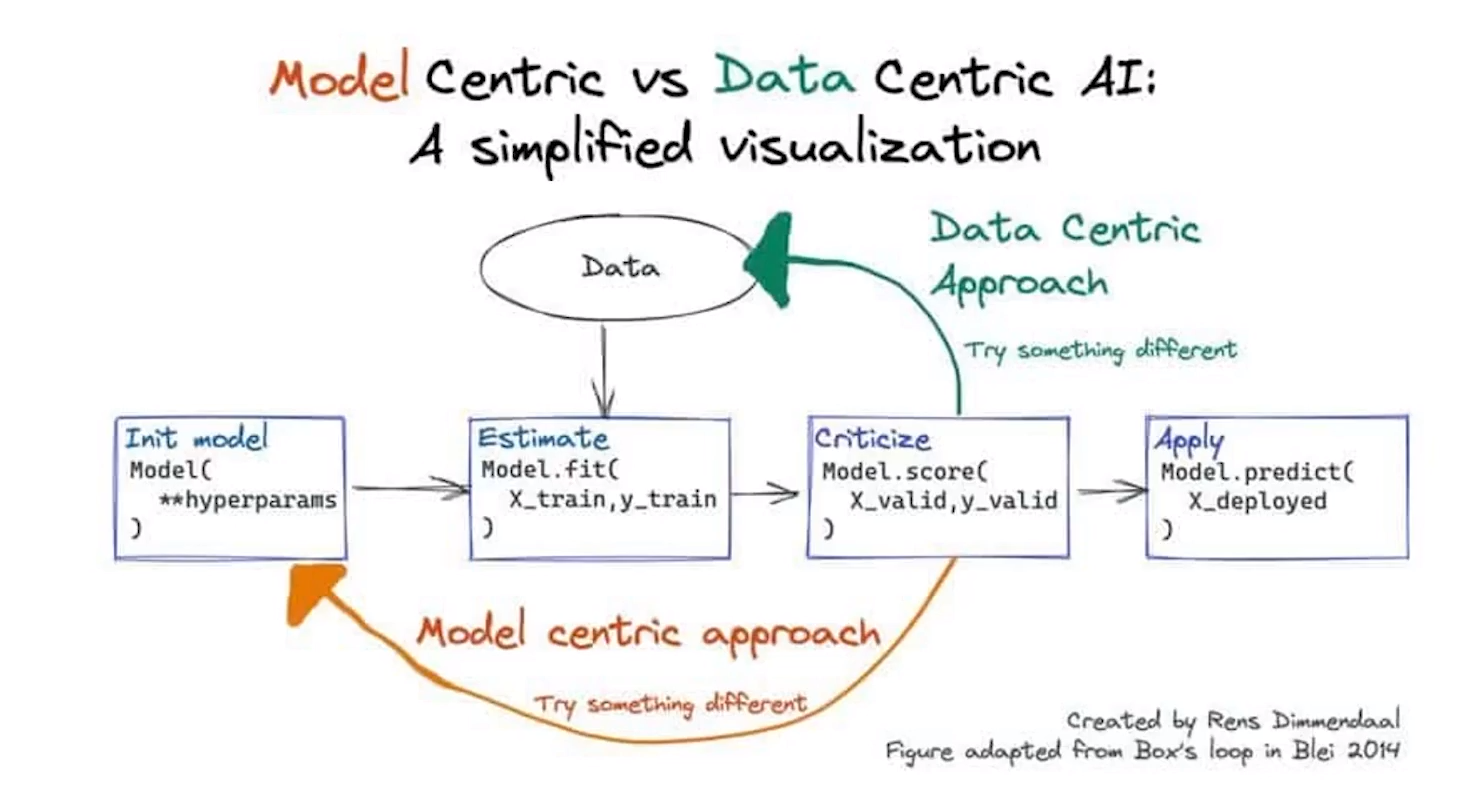 Model Centric vs Data Centric AI:
A simplified visualization
Data
Data Centric
Approach
Try something different
Init model
Model(
**hyperparams
)
Estimate
Model.fit(
X_train,y_train
)
Criticize
Model.score(
X_valid,y_valid
)
Apply
Model.predict(
X_deployed
)
Model centric approach
Try something different
Created by Rens Dimmendaal
Figure adapted from Box's loop in Blei 2014